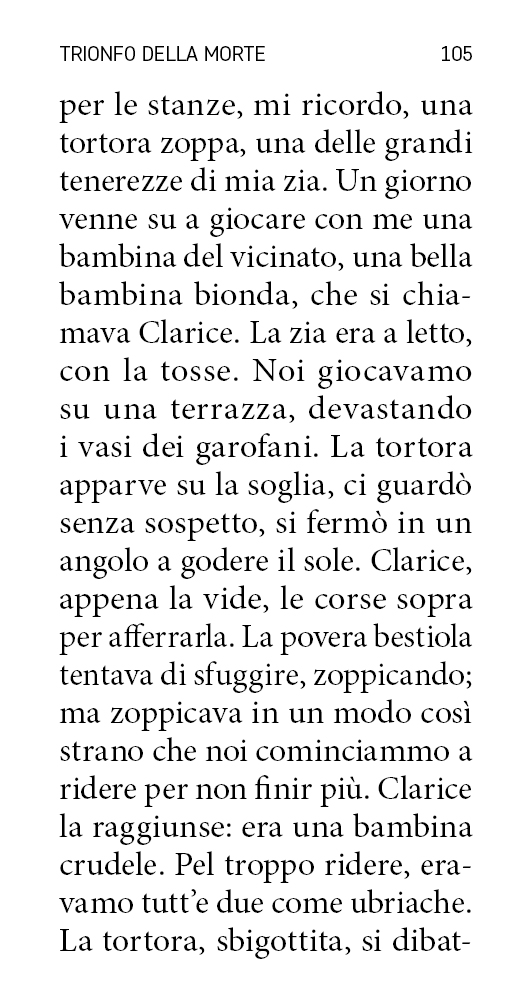 TRIONFO DELLA MORTE 105
per le stanze, mi ricordo, una
tortora zoppa, una delle grandi
tenerezze di mia zia. Un giorno
venne su a giocare con me una
bambina del vicinato, una bella
bambina bionda, che si chia-
mava Clarice. La zia era a letto,
con la tosse. Noi giocavamo
su una terrazza, devastando
i vasi dei garofani. La tortora
apparve su la soglia, ci guardò
senza sospetto, si fermò in un
angolo a godere il sole. Clarice,
appena la vide, le corse sopra
per afferrarla. La povera bestiola
tentava di sfuggire, zoppicando;
ma zoppicava in un modo così
strano che noi cominciammo a
ridere per non finir più. Clarice
la raggiunse: era una bambina
crudele. Pel troppo ridere, era-
vamo tutt’e due come ubriache.
La tortora, sbigottita, si dibat-